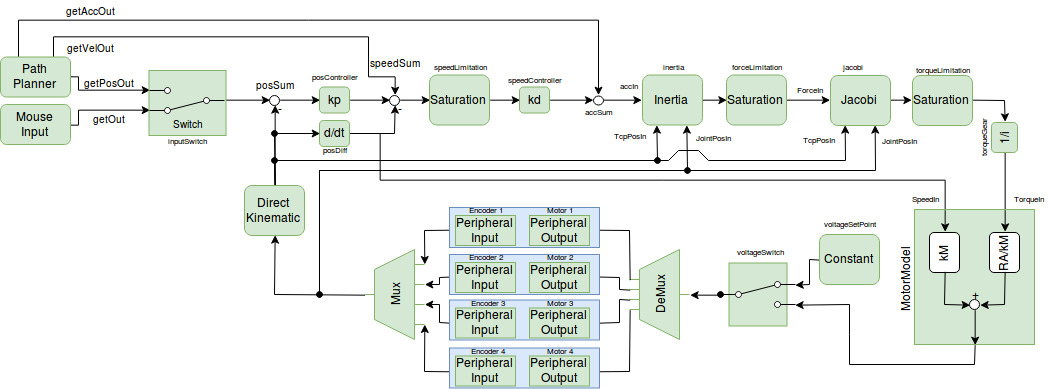 getAccOut
getVelOut
Path
Planner
getPosOut
Mouse
Input
getOut
Switch
inputSwitch
posSum
-
posController
kp
d/dt
posDiff
speedSum
-
speedLimitation
Saturation
speedController
kd
accSum
accIn
inertia
Inertia
TcpPosIn
JointPosIn
forceLimitation
Saturation
ForceIn
jacobi
Jacobi
TcpPosIn
JointPosIn
torqueLimitation
Saturation
torqueGear
1/i
Direct
Kinematic
SpeedIn
TorqueIn
MotorModel
kM
RA/kM
+
-
voltageSetPoint
Constant
voltageSwitch
DeMux
Mux
Encoder 1
Motor 1
Peripheral
Input
Peripheral
Output
Encoder 2
Motor 2
Peripheral
Input
Peripheral
Output
Encoder 3
Motor 3
Peripheral
Input
Peripheral
Output
Encoder 4
Motor 4
Peripheral
Input
Peripheral
Output